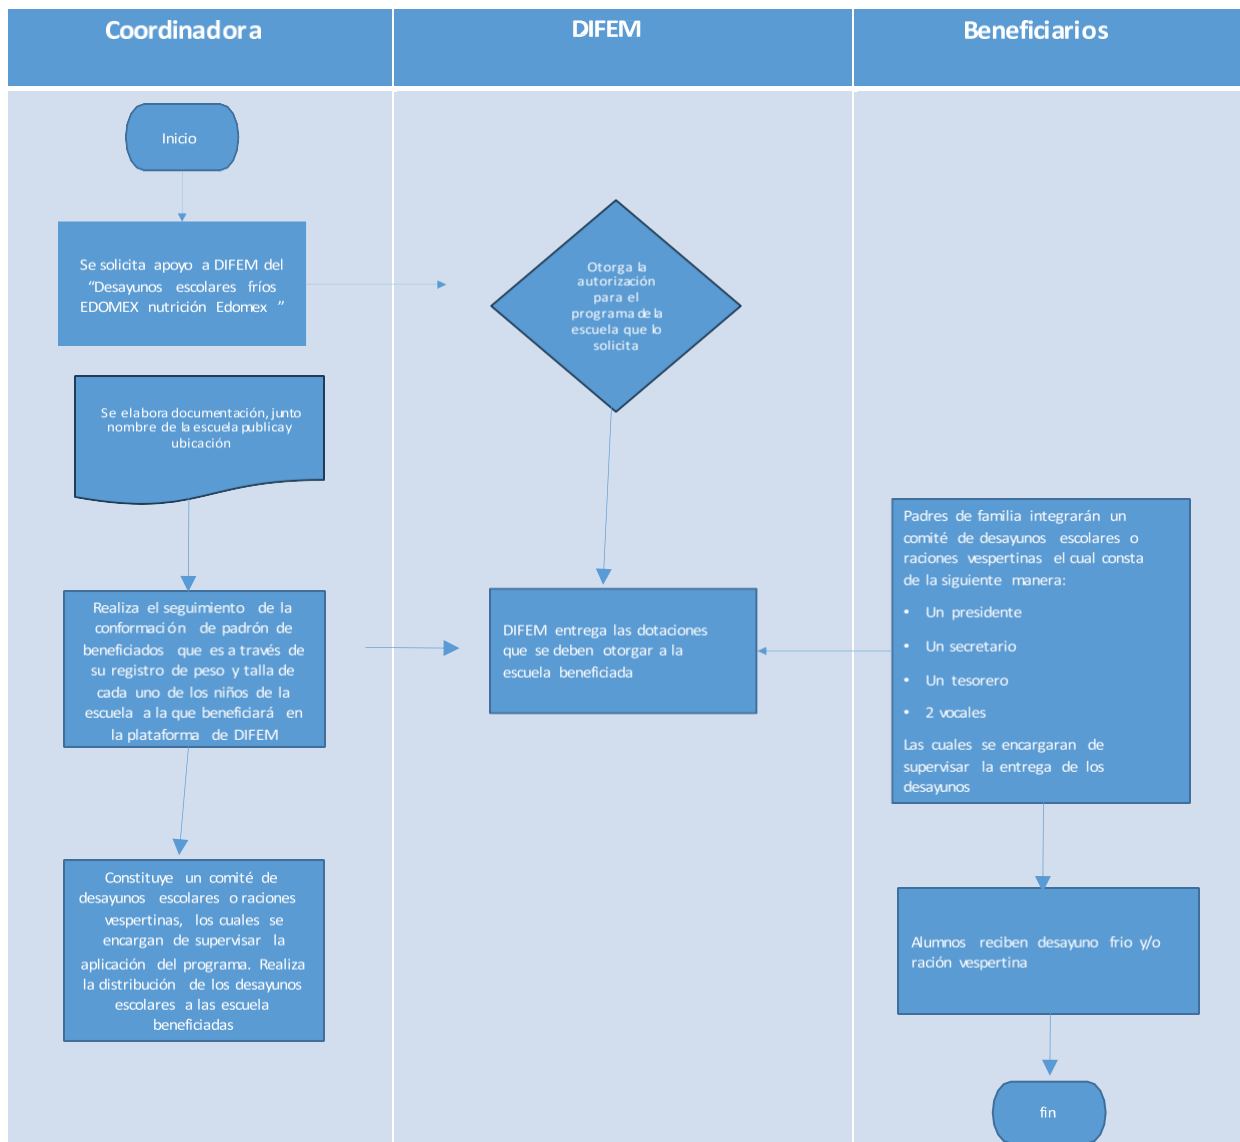 Coordinadora
DIFEM
Beneficiarios
Inicio
Se solicita apoyo a DIFEM del
“Desayunos escolares fríos
EDOMEX nutrición Edomex ”
Otorga la
autorización
para el
programa de la
escuela que lo
solicita
Se elabora documentación, junto
nombre de la escuela publica y
ubicación
Realiza el seguimiento de la
conformación de padrón de
beneficiados que es a través de
su registro de peso y talla de
cada uno de los niños de la
escuela a la que beneficiará en
la plataforma de DIFEM
DIFEM entrega las dotaciones
que se deben otorgar a la
escuela beneficiada
Padres de familia integrarán un
comité de desayunos escolares o
raciones vespertinas el cual consta
de la siguiente manera:
• Un presidente
• Un secretario
• Un tesorero
• 2 vocales
Las cuales se encargaran de
supervisar la entrega de los
desayunos
Constituye un comité de
desayunos escolares o raciones
vespertinas, los cuales se
encargan de supervisar la
aplicación del programa. Realiza
la distribución de los desayunos
escolares a las escuela
beneficiadas
Alumnos reciben desayuno frio y/o
ración vespertina
fin